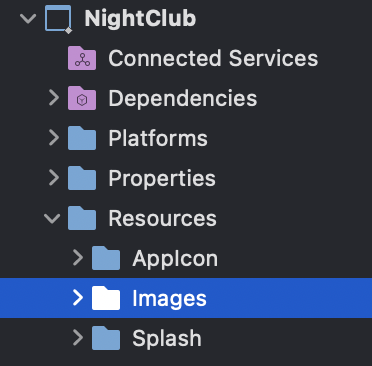 NightClub
Connected Services
Dependencies
Platforms
Properties
Resources
AppIcon
Images
Splash